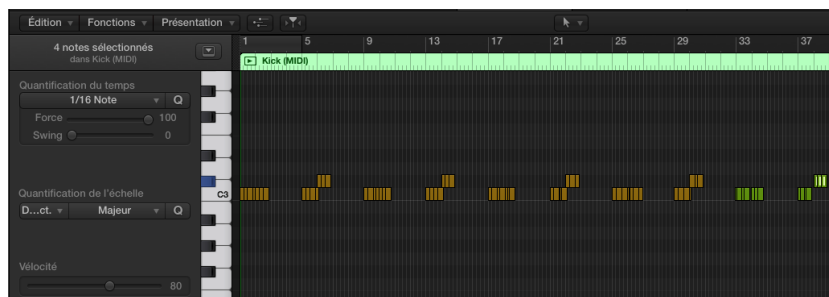 Édition Fonctions Présentation
4 notes sélectionnés
dans Kick (MIDI)
1 5 9 13 17 21 25 29 33 37
Kick (MIDI)
Quantification du temps
1/16 Note Q
Force 100
Swing 0
Quantification de l'échelle
C3
D...ct. Majeur Q
Vélocité
80